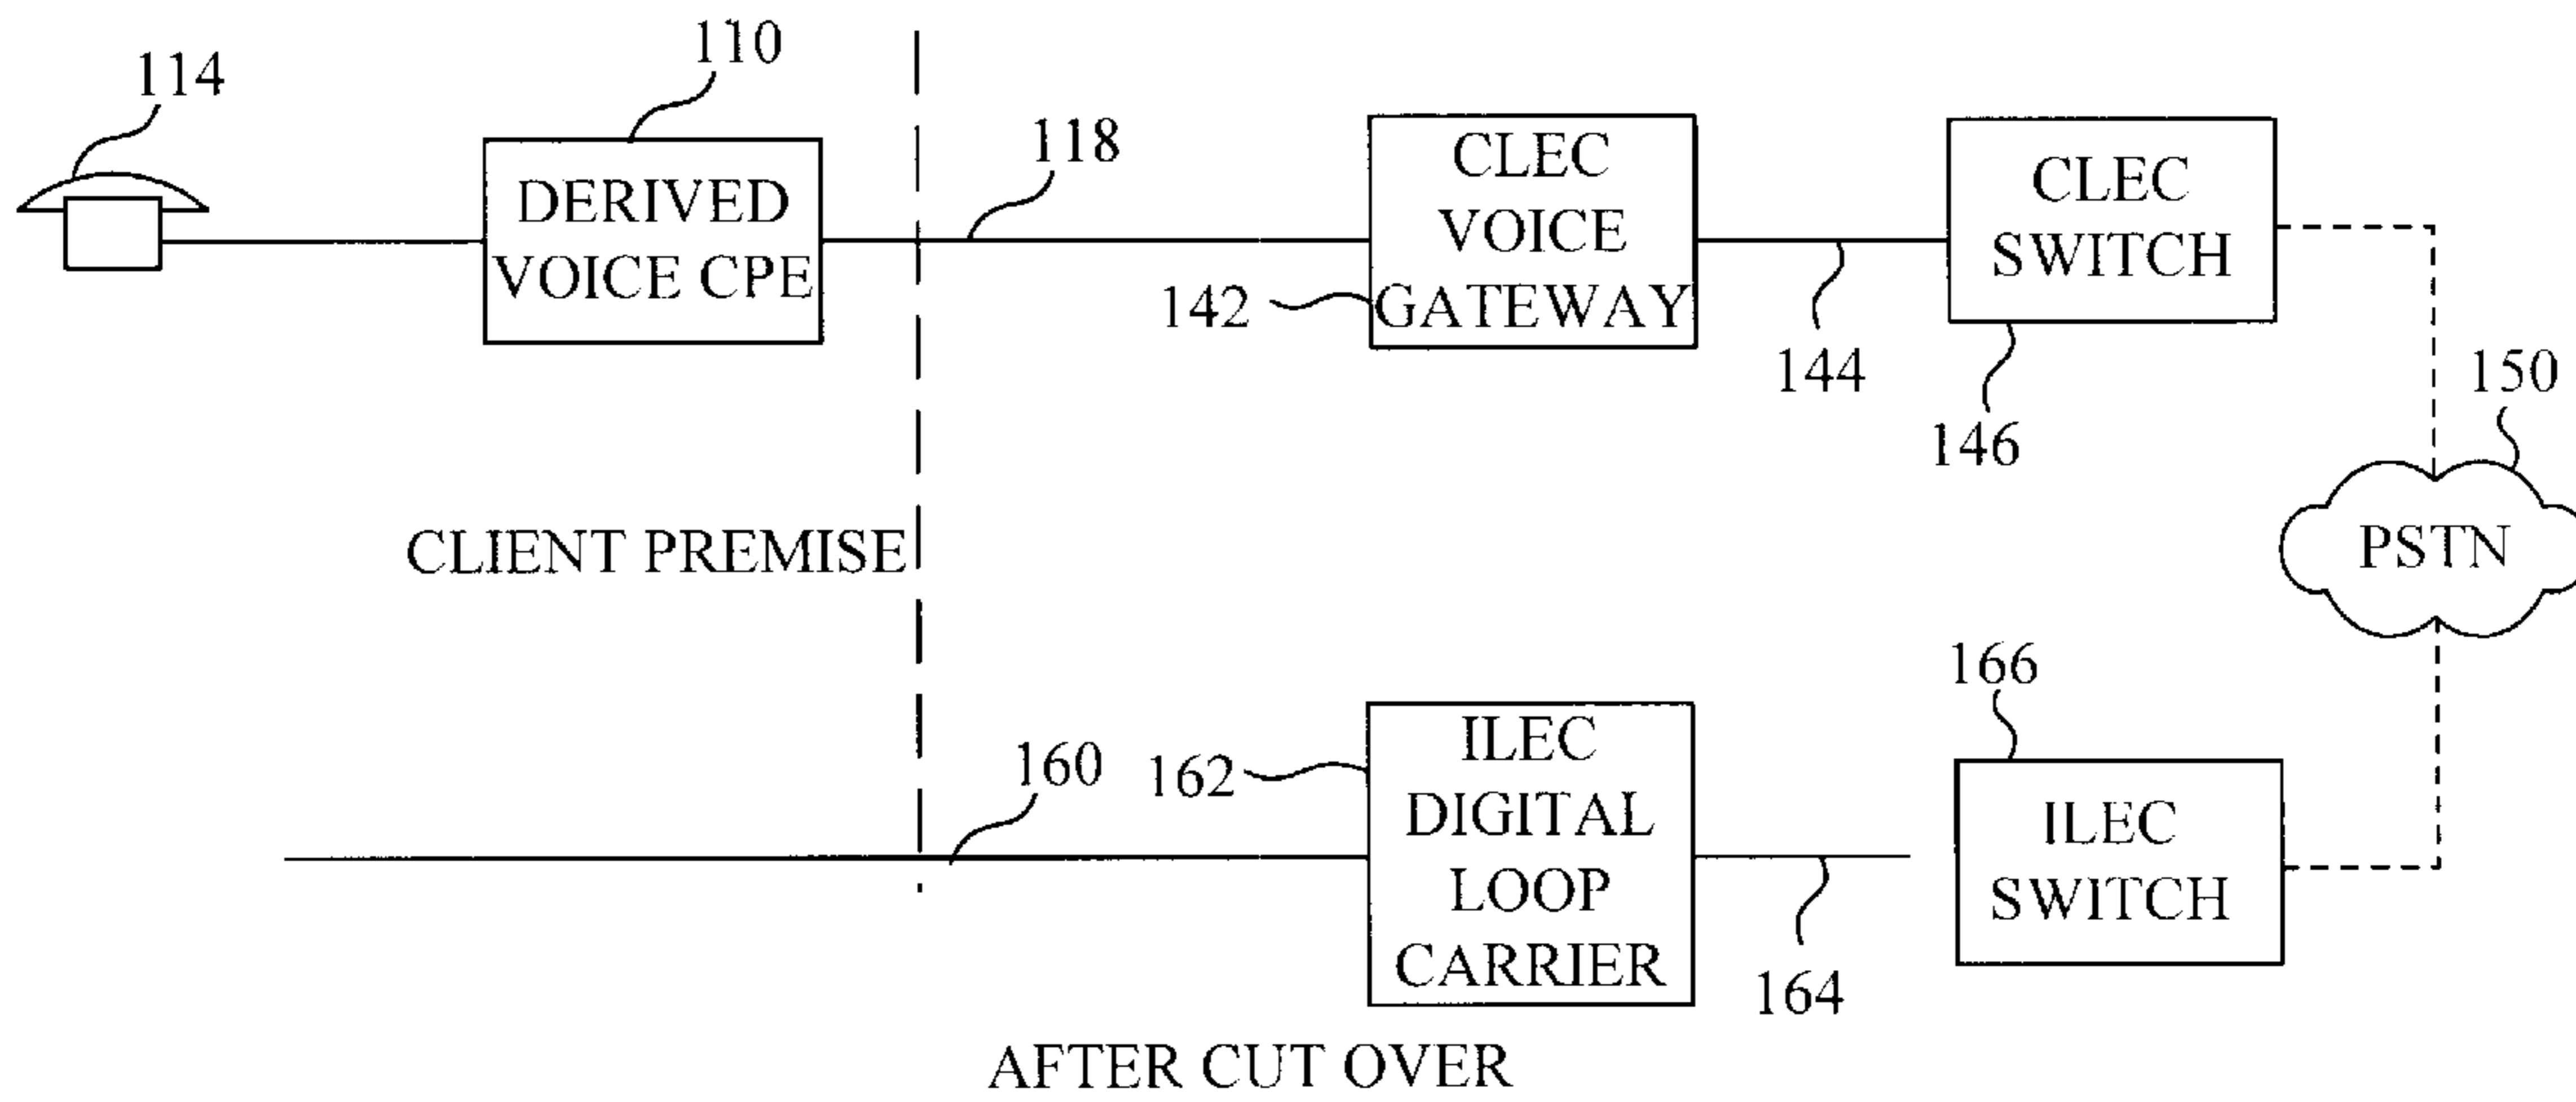 110
114
118
CLEC
VOICE
GATEWAY
CLEC
SWITCH
DERIVED
VOICE CPE
142
144
146
150
CLIENT PREMISE
PSTN
166
160
162
ILEC
DIGITAL
LOOP
CARRIER
ILEC
SWITCH
164
AFTER CUT OVER